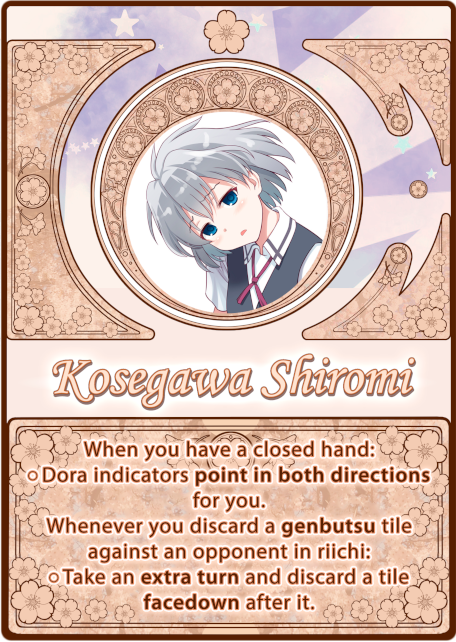 Kosegawa Shiromi
When you have a closed hand:
◦Dora indicators point in both directions
for you.
Whenever you discard a genbutsu tile
against an opponent in riichi:
◦Take an extra turn and discard a tile
facedown after it.